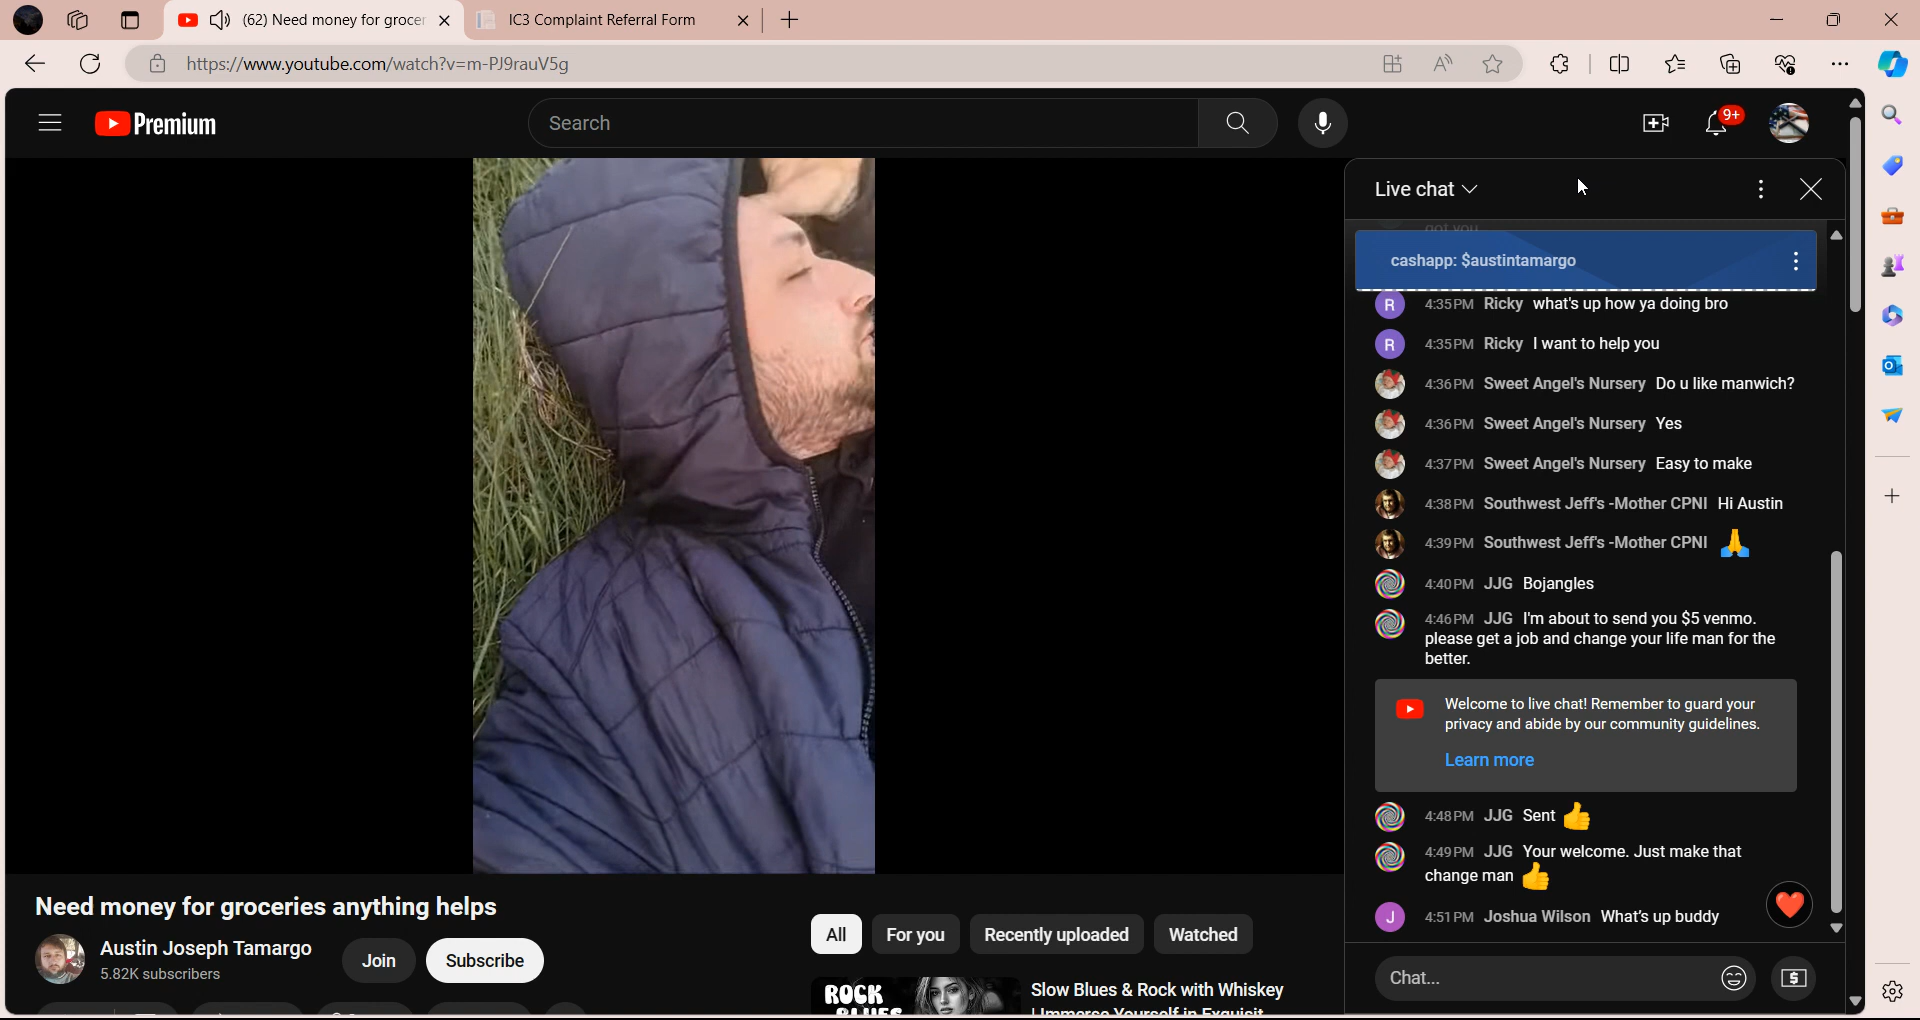 (62) Need money for grocer
IC3 Complaint Referral Form
https://www.youtube.com/watch?v=m-PJ9rauV5g
Premium
Search
9+
Live chat
got you
cashapp: $austintamargo
R 4:35PM Ricky what's up how ya doing bro
R 4:35PM Ricky I want to help you
4:36PM Sweet Angel's Nursery Do u like manwich?
4:36PM Sweet Angel's Nursery Yes
4:37PM Sweet Angel's Nursery Easy to make
4:38PM Southwest Jeff's -Mother CPNI Hi Austin
4:39PM Southwest Jeff's -Mother CPNI 🙏
4:40PM JJG Bojangles
4:46PM JJG I'm about to send you $5 venmo.
please get a job and change your life man for the
better.
Welcome to live chat! Remember to guard your
privacy and abide by our community guidelines.
Learn more
4:48PM JJG Sent 👍
4:49PM JJG Your welcome. Just make that
change man 👍
J 4:51PM Joshua Wilson What's up buddy
Chat...
Need money for groceries anything helps
Austin Joseph Tamargo
5.82K subscribers
Join
Subscribe
All
For you
Recently uploaded
Watched
ROCK
BLUES
Slow Blues & Rock with Whiskey
| Immerse Yourself in Exquisit